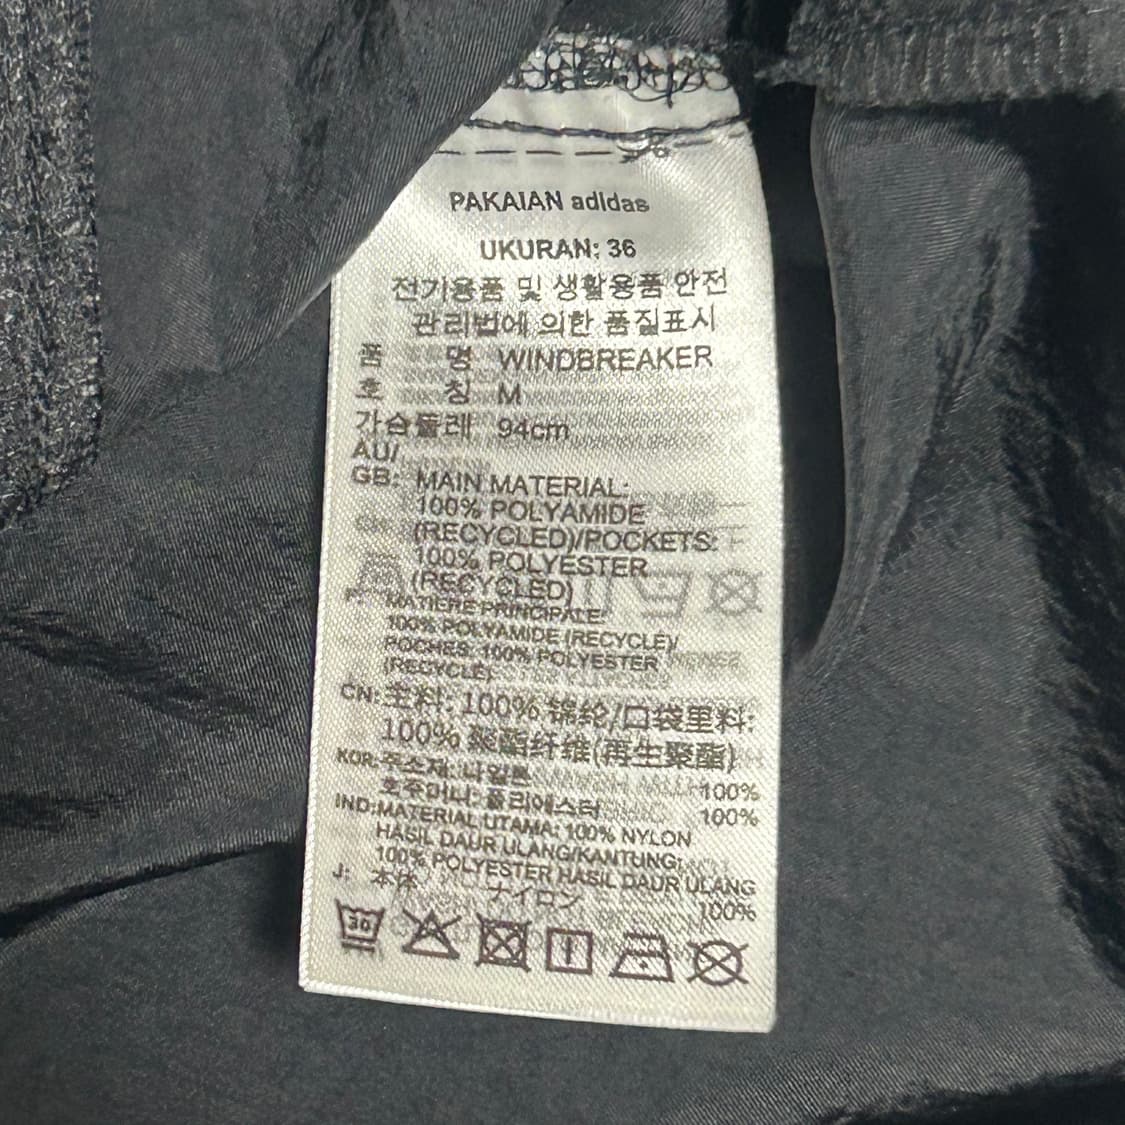 PAKAIAN adidas
UKURAN: 36
전기용품 및 생활용품 안전
관리법에 의한 품질표시
품 명 WINDBREAKER
호 칭 M
가슴둘레 94cm
AU/
GB: MAIN MATERIAL:
100% POLYAMIDE
(RECYCLED)/POCKETS:
100% POLYESTER
(RECYCLED)
F: MATIERE PRINCIPALE:
100% POLYAMIDE (RECYCLE)/
POCHES: 100% POLYESTER
(RECYCLE)
CN: 主料: 100% 锦纶/口袋里料:
100% 聚酯纤维(再生聚酯)
KOR: 주소재: 나일론 100%
호주머니: 폴리에스터 100%
IND: MATERIAL UTAMA: 100% NYLON
HASIL DAUR ULANG/KANTUNG:
100% POLYESTER HASIL DAUR ULANG
J: 本体 ナイロン 100%
30